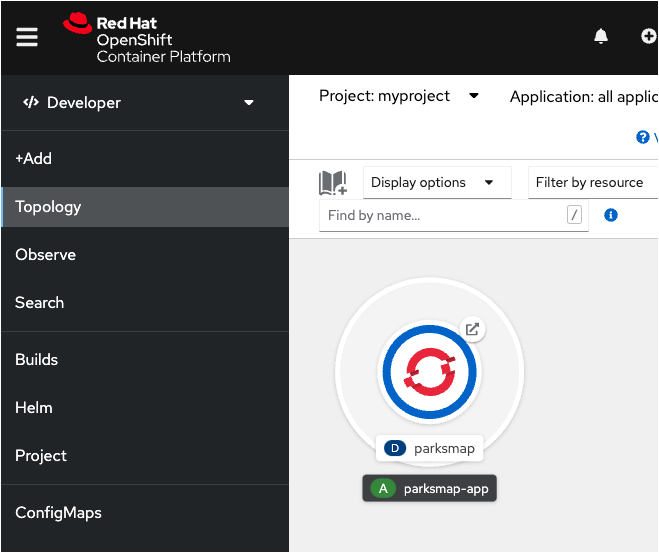 Red Hat
OpenShift
Container Platform
</> Developer
Project: myproject
Application: all applic
+Add
Topology
Display options
Filter by resource
Find by name...
/
Observe
Search
Builds
Helm
Project
ConfigMaps
D parksmap
A parksmap-app